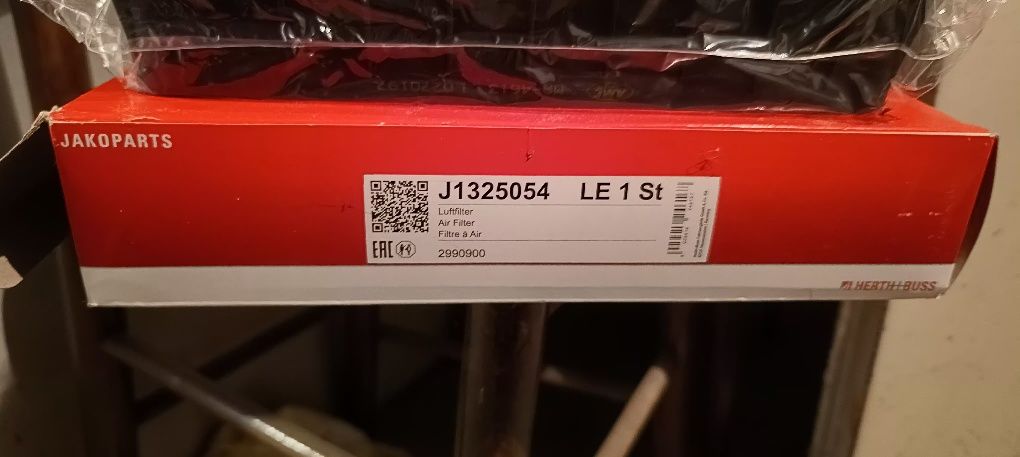 JAKOPARTS
J1325054 LE 1 St
Luftfilter
Air Filter
Filtre à Air
EAC
2990900
HERTH+BUSS